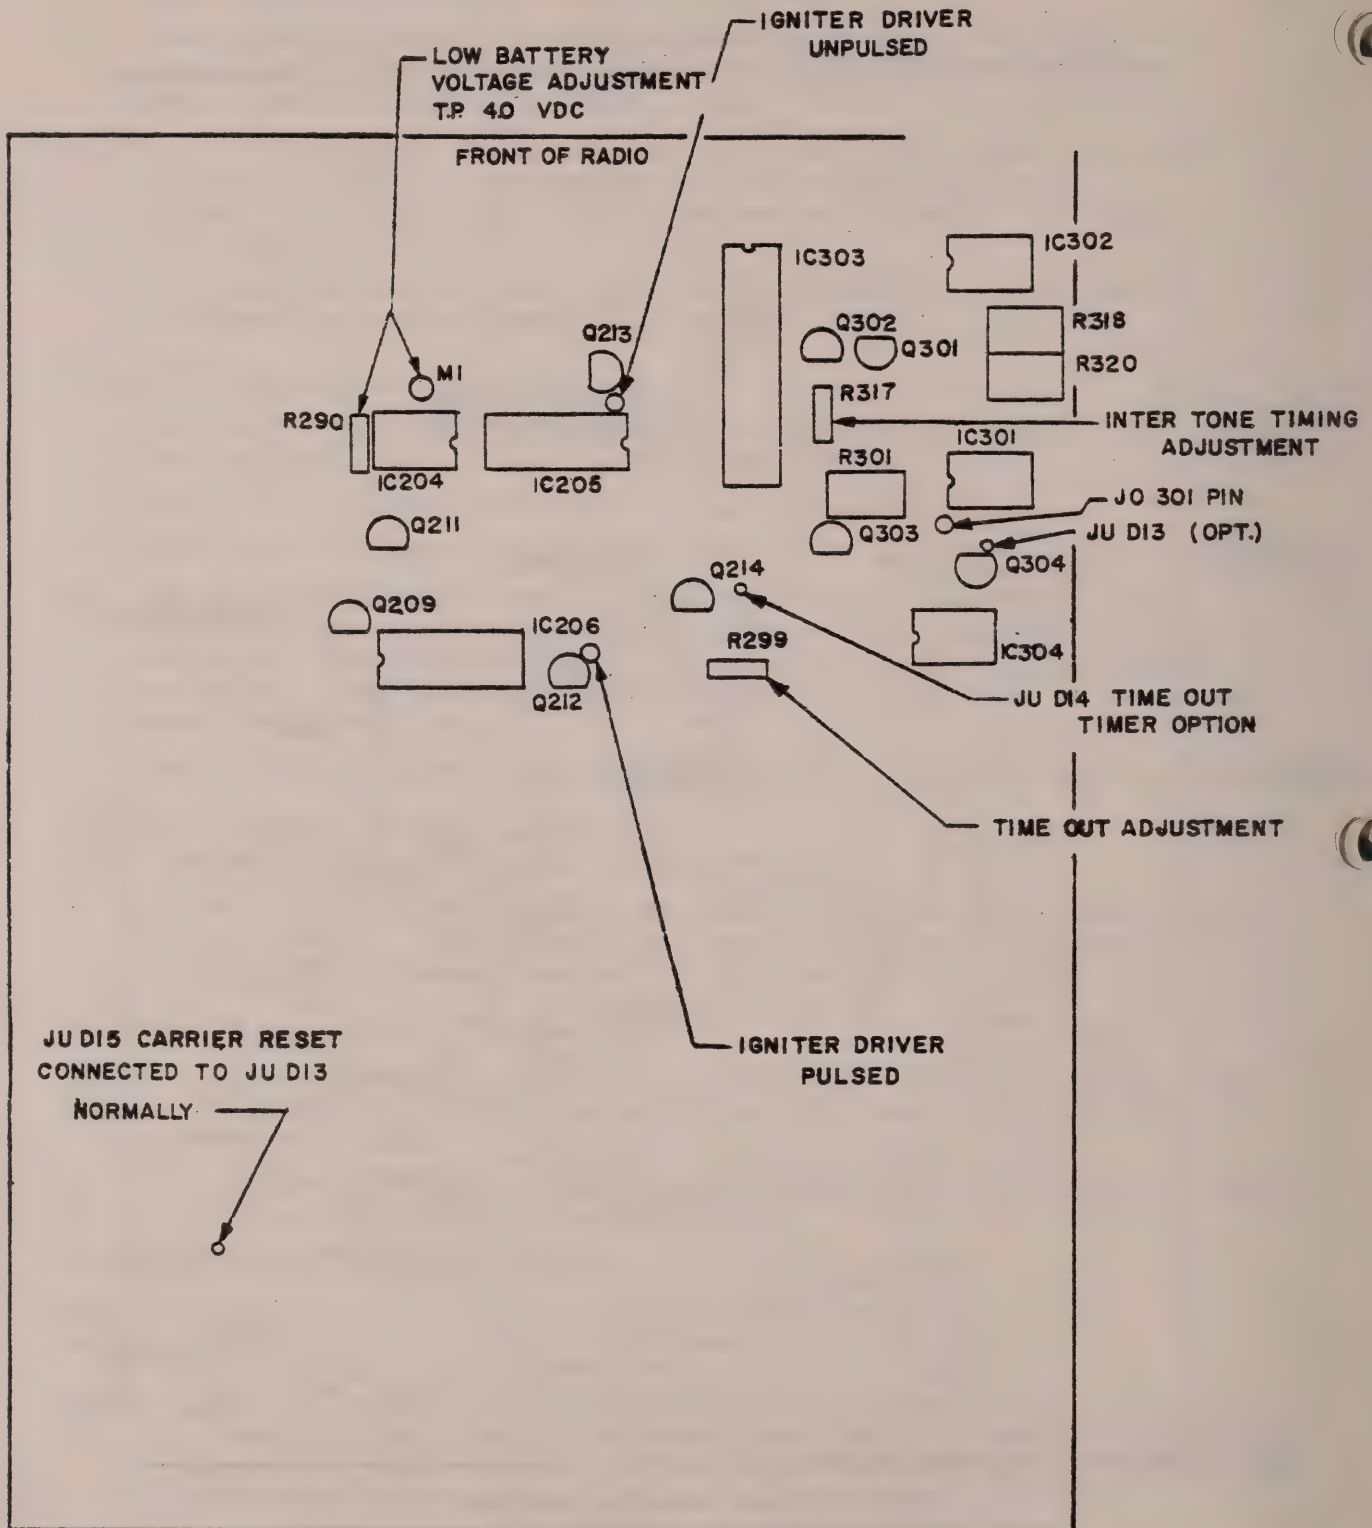 IGNITER DRIVER
UNPULSED
LOW BATTERY
VOLTAGE ADJUSTMENT
T.P. 4.0 VDC
FRONT OF RADIO
IC303
IC302
Q213
Q302
Q301
R318
R320
M1
R290
R317
INTER TONE TIMING
ADJUSTMENT
IC204
IC205
R301
IC301
JO 301 PIN
Q211
Q303
JU D13 (OPT.)
Q304
Q214
Q209
IC206
R299
IC304
Q212
JU D14 TIME OUT
TIMER OPTION
TIME OUT ADJUSTMENT
JU D15 CARRIER RESET
CONNECTED TO JU D13
NORMALLY
IGNITER DRIVER
PULSED